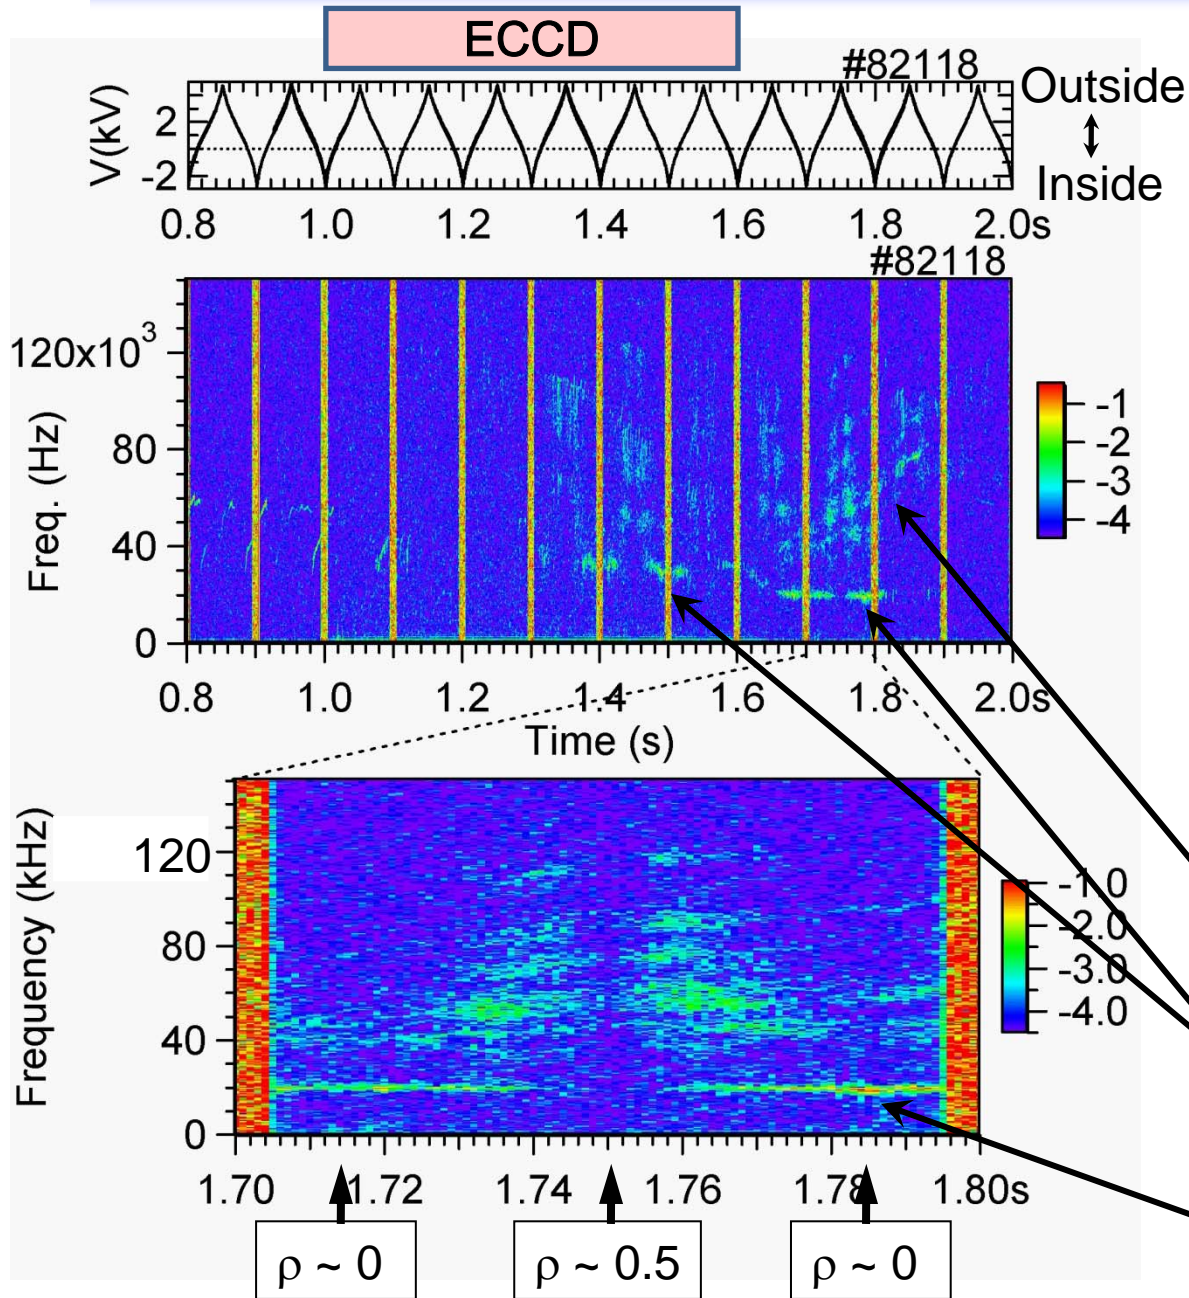 ECCD
#82118
V(kV)
2
-2
Outside
Inside
0.8 1.0 1.2 1.4 1.6 1.8 2.0s
#82118
Freq. (Hz)
120x10³
80
40
0
-1
-2
-3
-4
0.8 1.0 1.2 1.4 1.6 1.8 2.0s
Time (s)
Frequency (kHz)
120
80
40
0
-1.0
-2.0
-3.0
-4.0
1.70 1.72 1.74 1.76 1.78 1.80s
ρ ~ 0 ρ ~ 0.5 ρ ~ 0